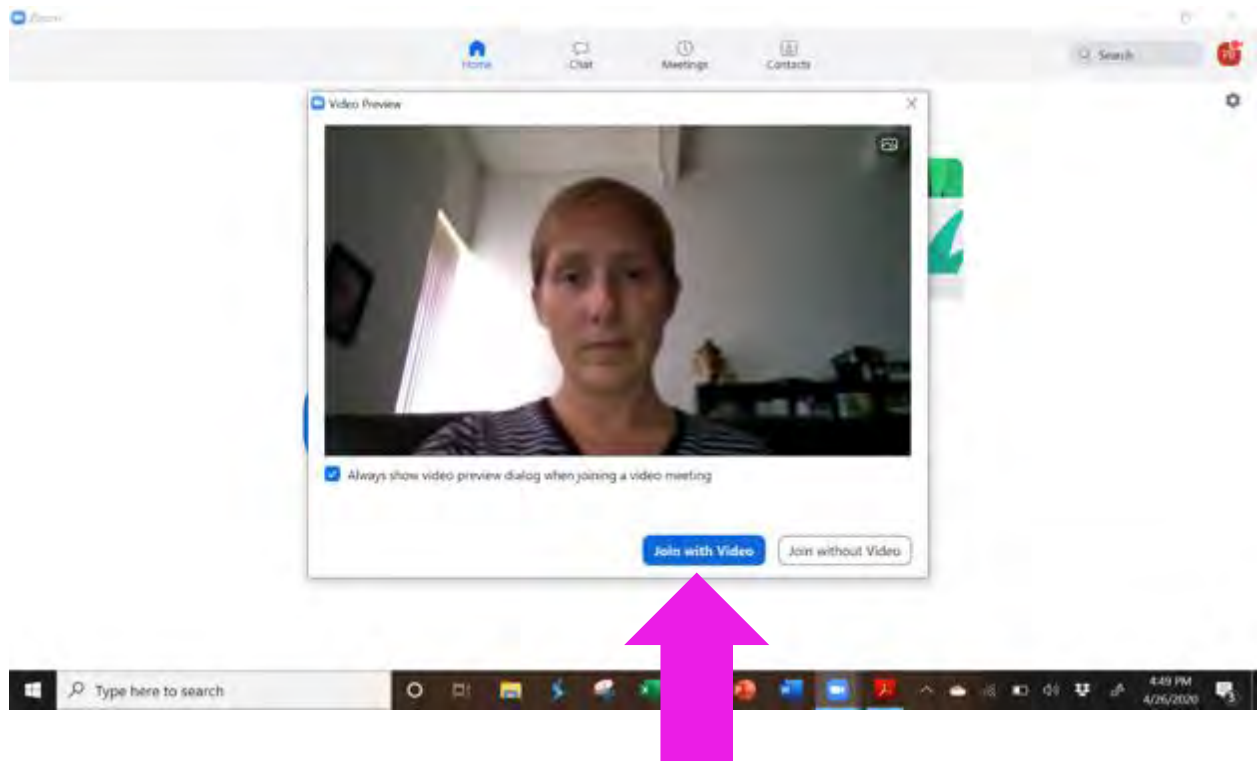 Zoom
Home
Chat
Meetings
Contacts
Search
Video Preview
Always show video preview dialog when joining a video meeting
Join with Video
Join without Video
Type here to search
4:49 PM
4/26/2020